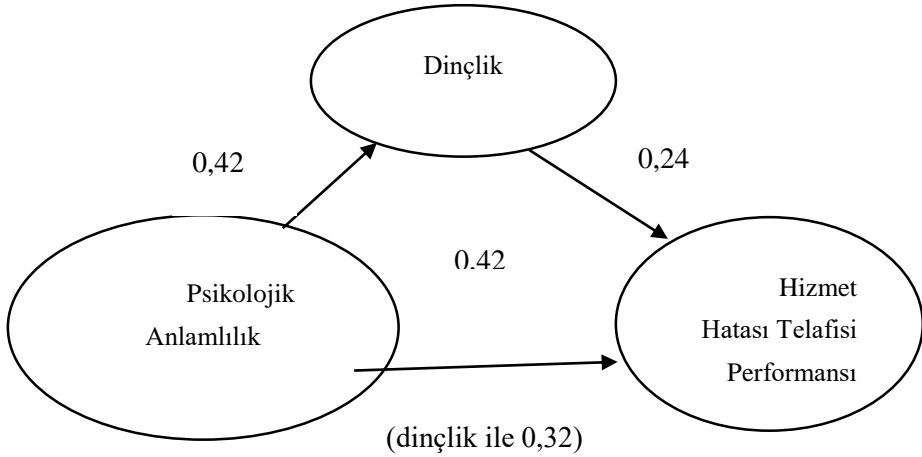 Dinçlik
0,42
0,24
0,42
Psikolojik
Anlamlılık
Hizmet
Hatası Telafisi
Performansı
(dinçlik ile 0,32)